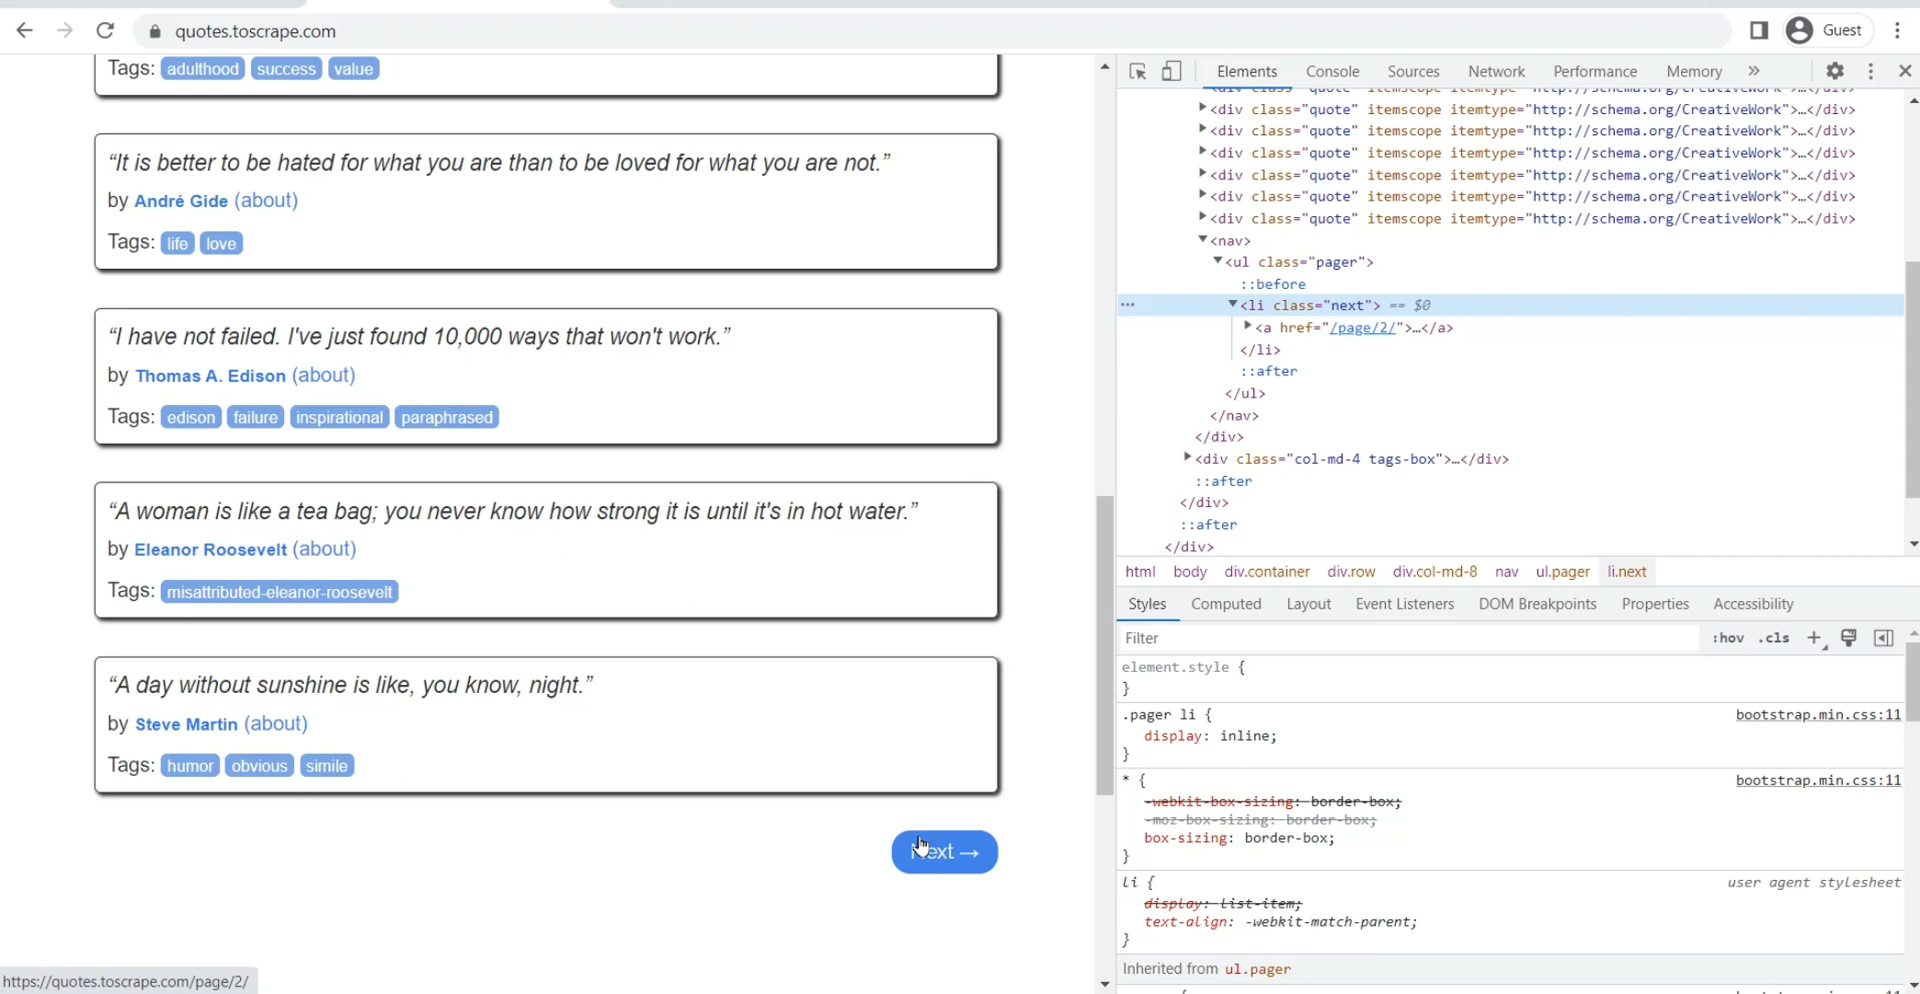 quotes.toscrape.com
Guest
Tags: adulthood success value
“It is better to be hated for what you are than to be loved for what you are not.”
by André Gide (about)
Tags: life love
“I have not failed. I've just found 10,000 ways that won't work.”
by Thomas A. Edison (about)
Tags: edison failure inspirational paraphrased
“A woman is like a tea bag; you never know how strong it is until it's in hot water.”
by Eleanor Roosevelt (about)
Tags: misattributed-eleanor-roosevelt
“A day without sunshine is like, you know, night.”
by Steve Martin (about)
Tags: humor obvious simile
Next →
https://quotes.toscrape.com/page/2/
Elements Console Sources Network Performance Memory »
<div class="quote" itemscope itemtype="http://schema.org/CreativeWork">…</div>
<div class="quote" itemscope itemtype="http://schema.org/CreativeWork">…</div>
<div class="quote" itemscope itemtype="http://schema.org/CreativeWork">…</div>
<div class="quote" itemscope itemtype="http://schema.org/CreativeWork">…</div>
<div class="quote" itemscope itemtype="http://schema.org/CreativeWork">…</div>
<div class="quote" itemscope itemtype="http://schema.org/CreativeWork">…</div>
<div class="quote" itemscope itemtype="http://schema.org/CreativeWork">…</div>
<nav>
<ul class="pager">
::before
… <li class="next"> == $0
<a href="/page/2/">…</a>
</li>
::after
</ul>
</nav>
</div>
<div class="col-md-4 tags-box">…</div>
::after
</div>
::after
</div>
html body div.container div.row div.col-md-8 nav ul.pager li.next
Styles Computed Layout Event Listeners DOM Breakpoints Properties Accessibility
Filter :hov .cls +
element.style {
}
.pager li { bootstrap.min.css:11
display: inline;
}
* { bootstrap.min.css:11
-webkit-box-sizing: border-box;
-moz-box-sizing: border-box;
box-sizing: border-box;
}
li { user agent stylesheet
display: list-item;
text-align: -webkit-match-parent;
}
Inherited from ul.pager